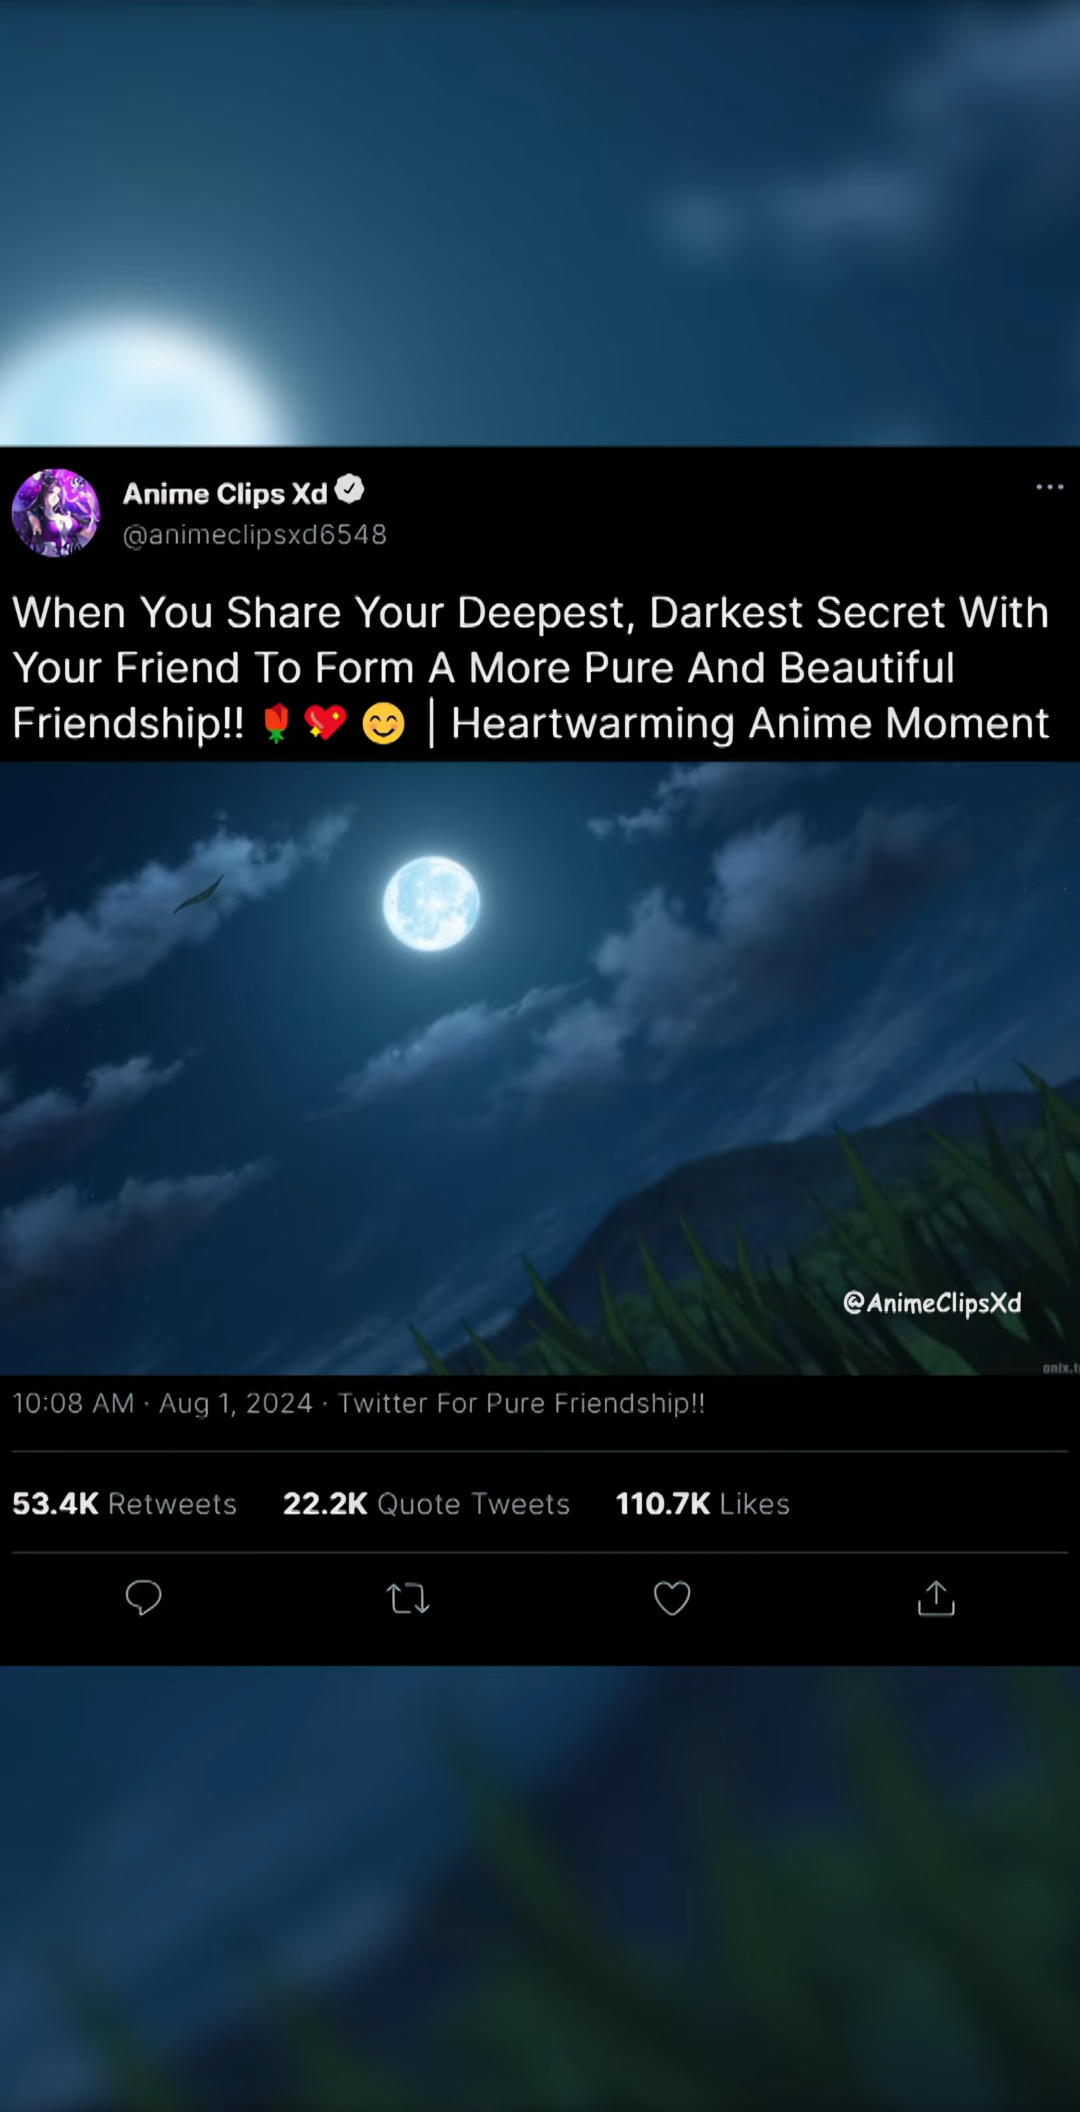 Anime Clips Xd
@animeclipsxd6548
When You Share Your Deepest, Darkest Secret With
Your Friend To Form A More Pure And Beautiful
Friendship!! 🌹💖😊 | Heartwarming Anime Moment
@AnimeClipsXd
10:08 AM · Aug 1, 2024 · Twitter For Pure Friendship!!
53.4K Retweets 22.2K Quote Tweets 110.7K Likes